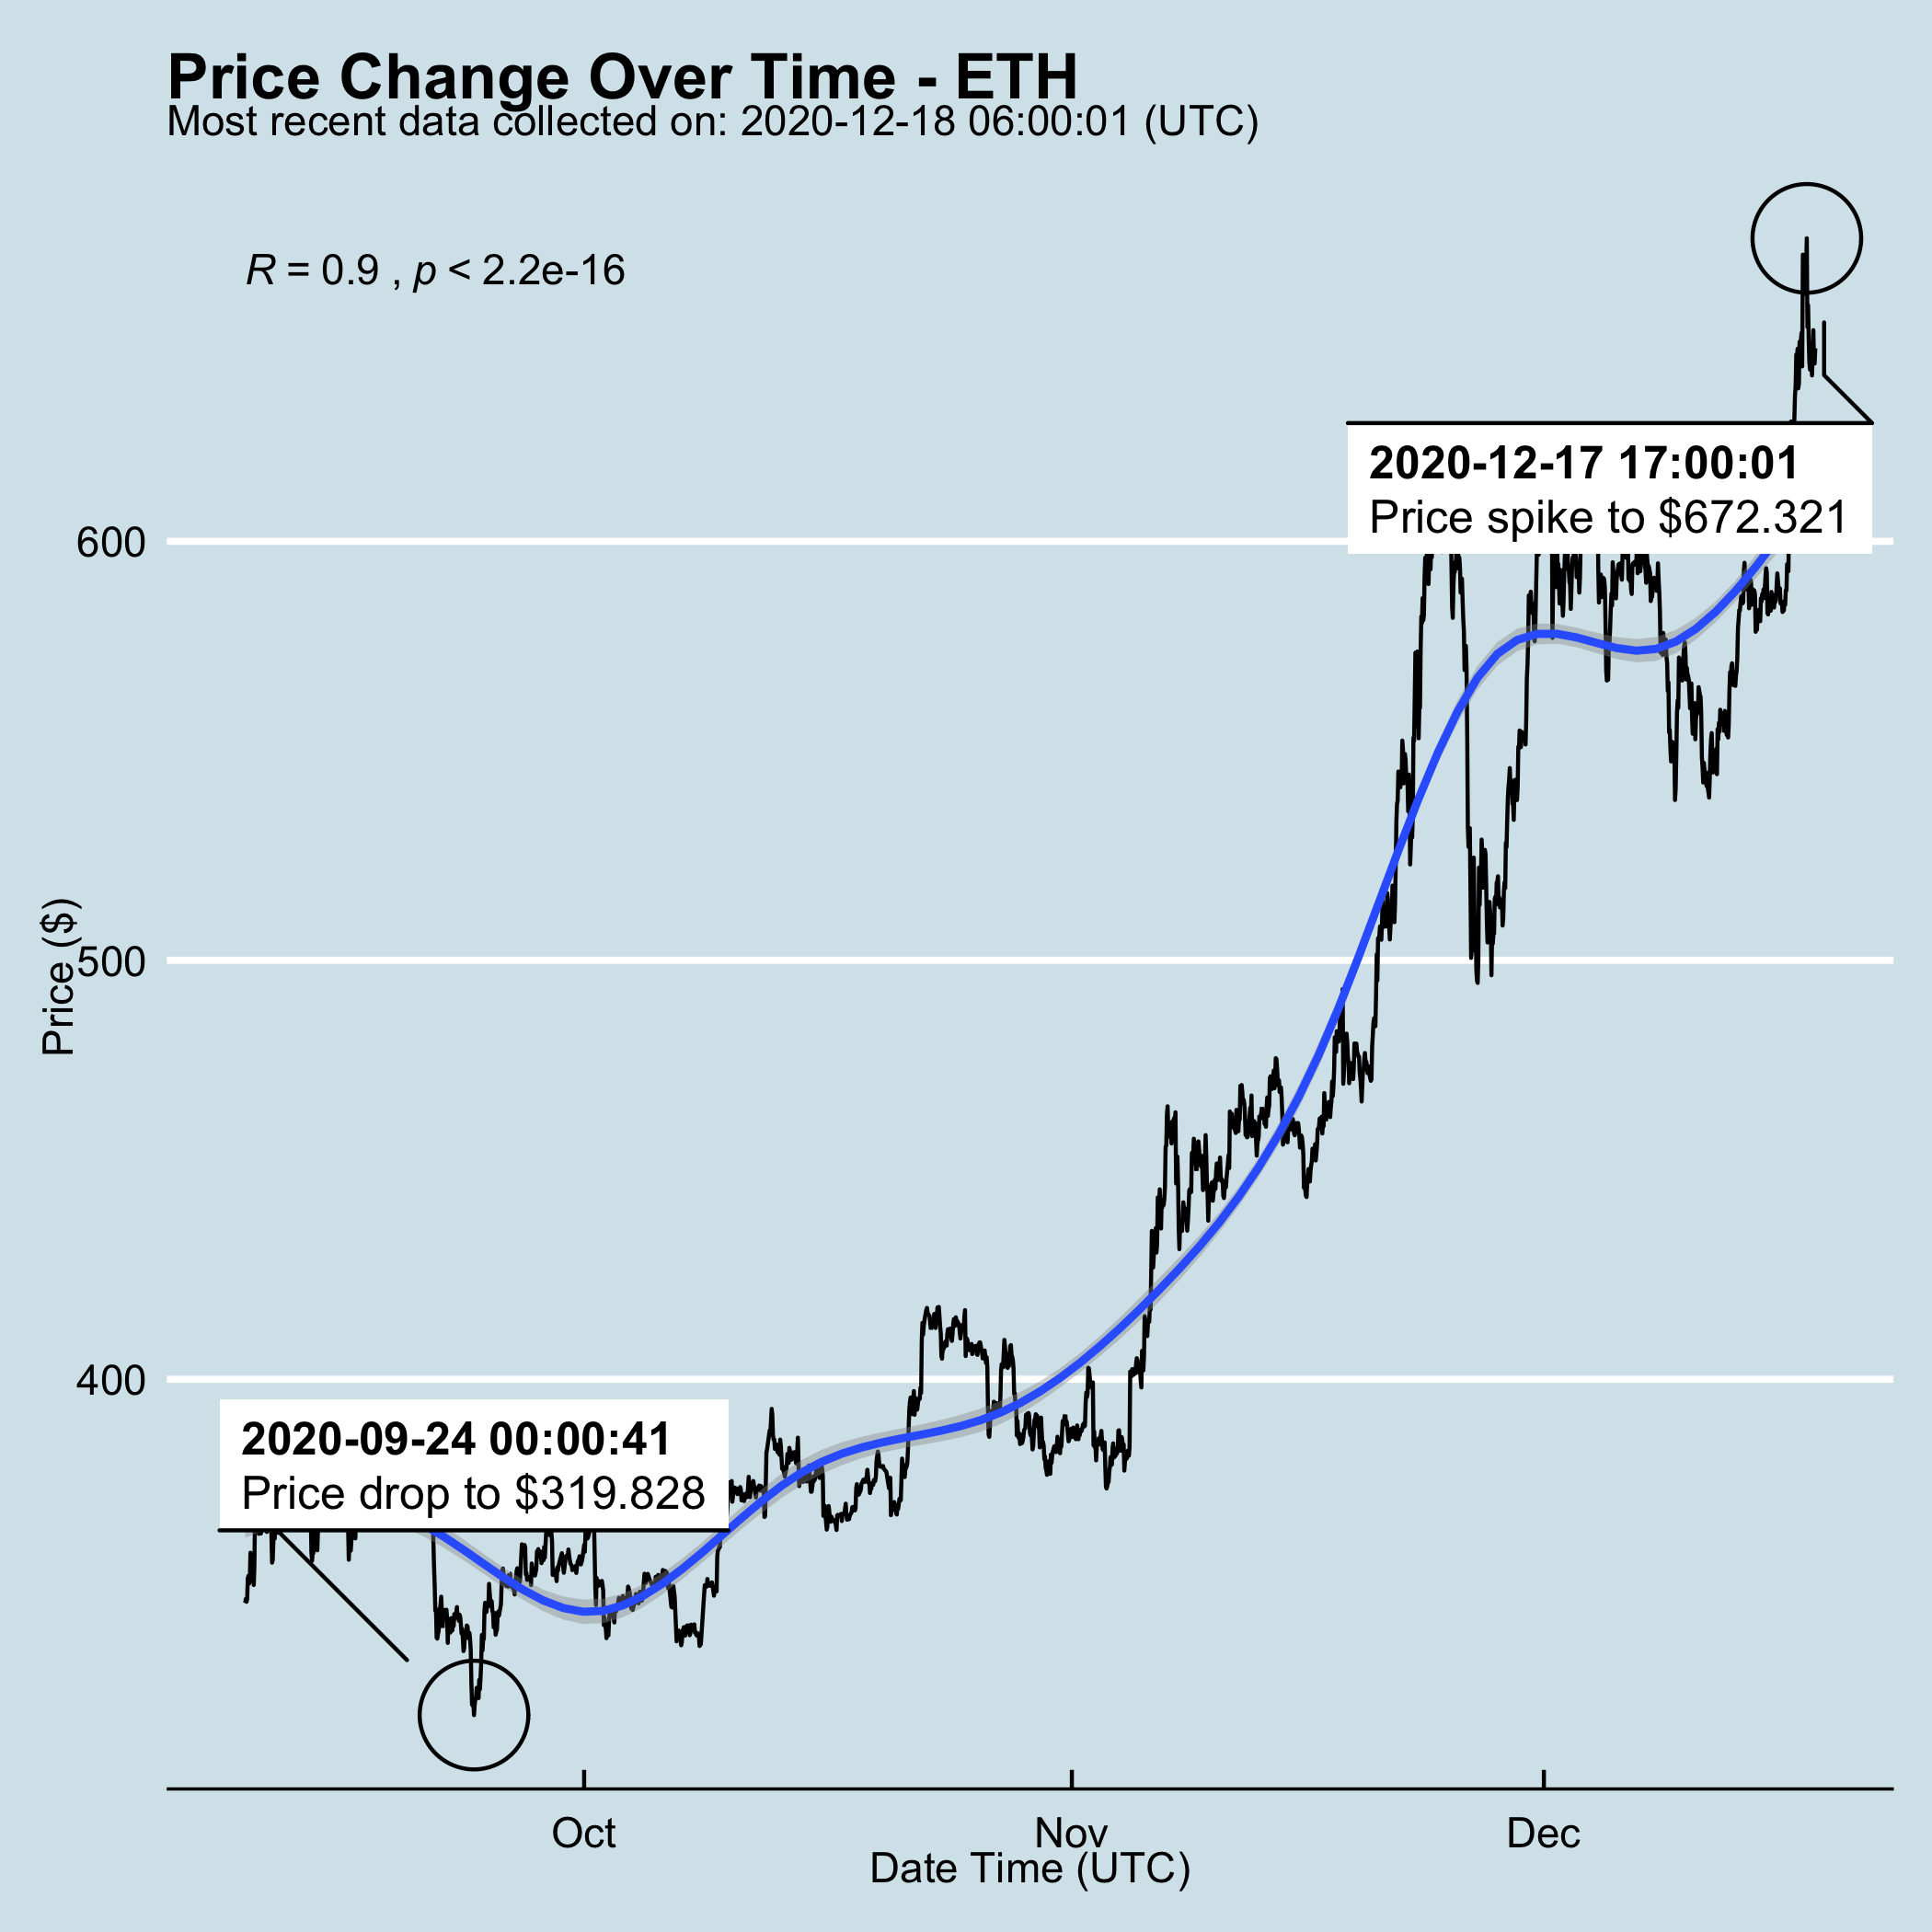 Price Change Over Time - ETH
Most recent data collected on: 2020-12-18 06:00:01 (UTC)
R = 0.9 , p < 2.2e-16
2020-12-17 17:00:01
Price spike to $672.321
600
500
400
Price ($)
2020-09-24 00:00:41
Price drop to $319.828
Oct
Nov
Dec
Date Time (UTC)